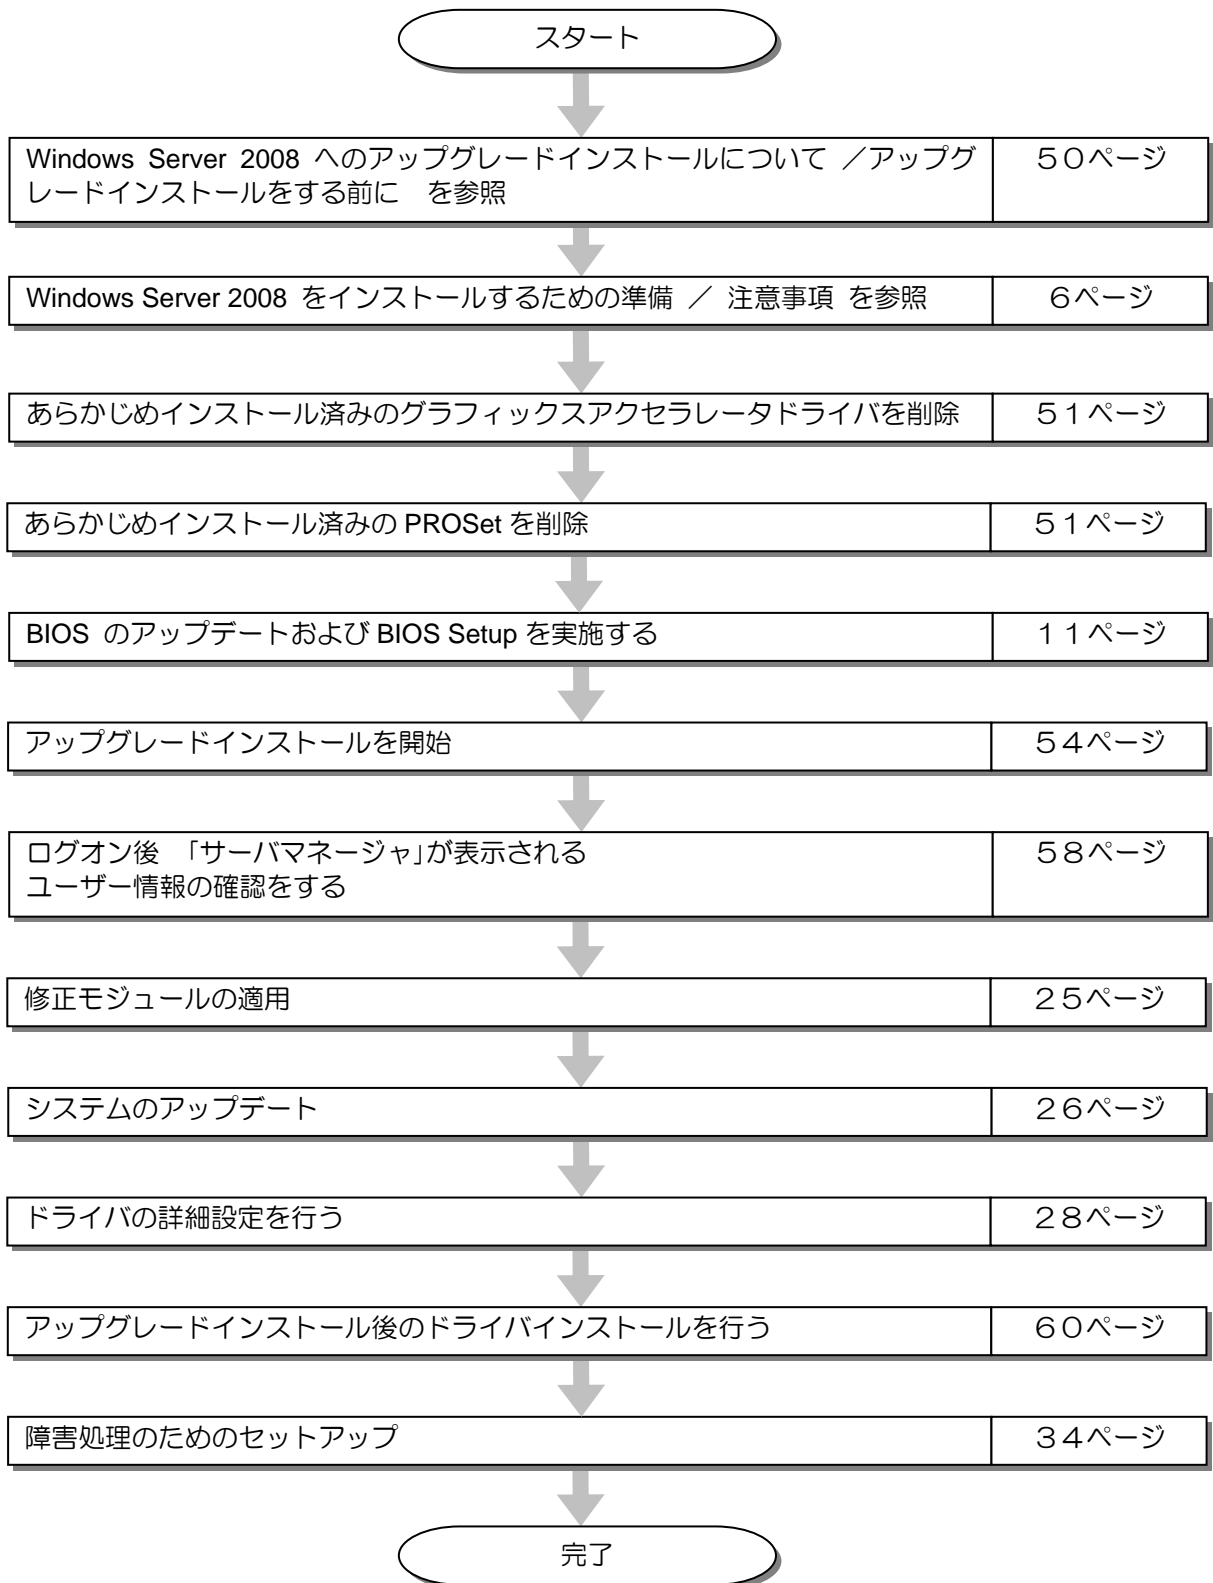 スタート
Windows Server 2008 へのアップグレードインストールについて ／アップグ
レードインストールをする前に　を参照
５０ページ
Windows Server 2008 をインストールするための準備 ／ 注意事項 を参照
６ページ
あらかじめインストール済みのグラフィックスアクセラレータドライバを削除
５１ページ
あらかじめインストール済みの PROSet を削除
５１ページ
BIOS のアップデートおよび BIOS Setup を実施する
１１ページ
アップグレードインストールを開始
５４ページ
ログオン後　「サーバマネージャ」が表示される
ユーザー情報の確認をする
５８ページ
修正モジュールの適用
２５ページ
システムのアップデート
２６ページ
ドライバの詳細設定を行う
２８ページ
アップグレードインストール後のドライバインストールを行う
６０ページ
障害処理のためのセットアップ
３４ページ
完了